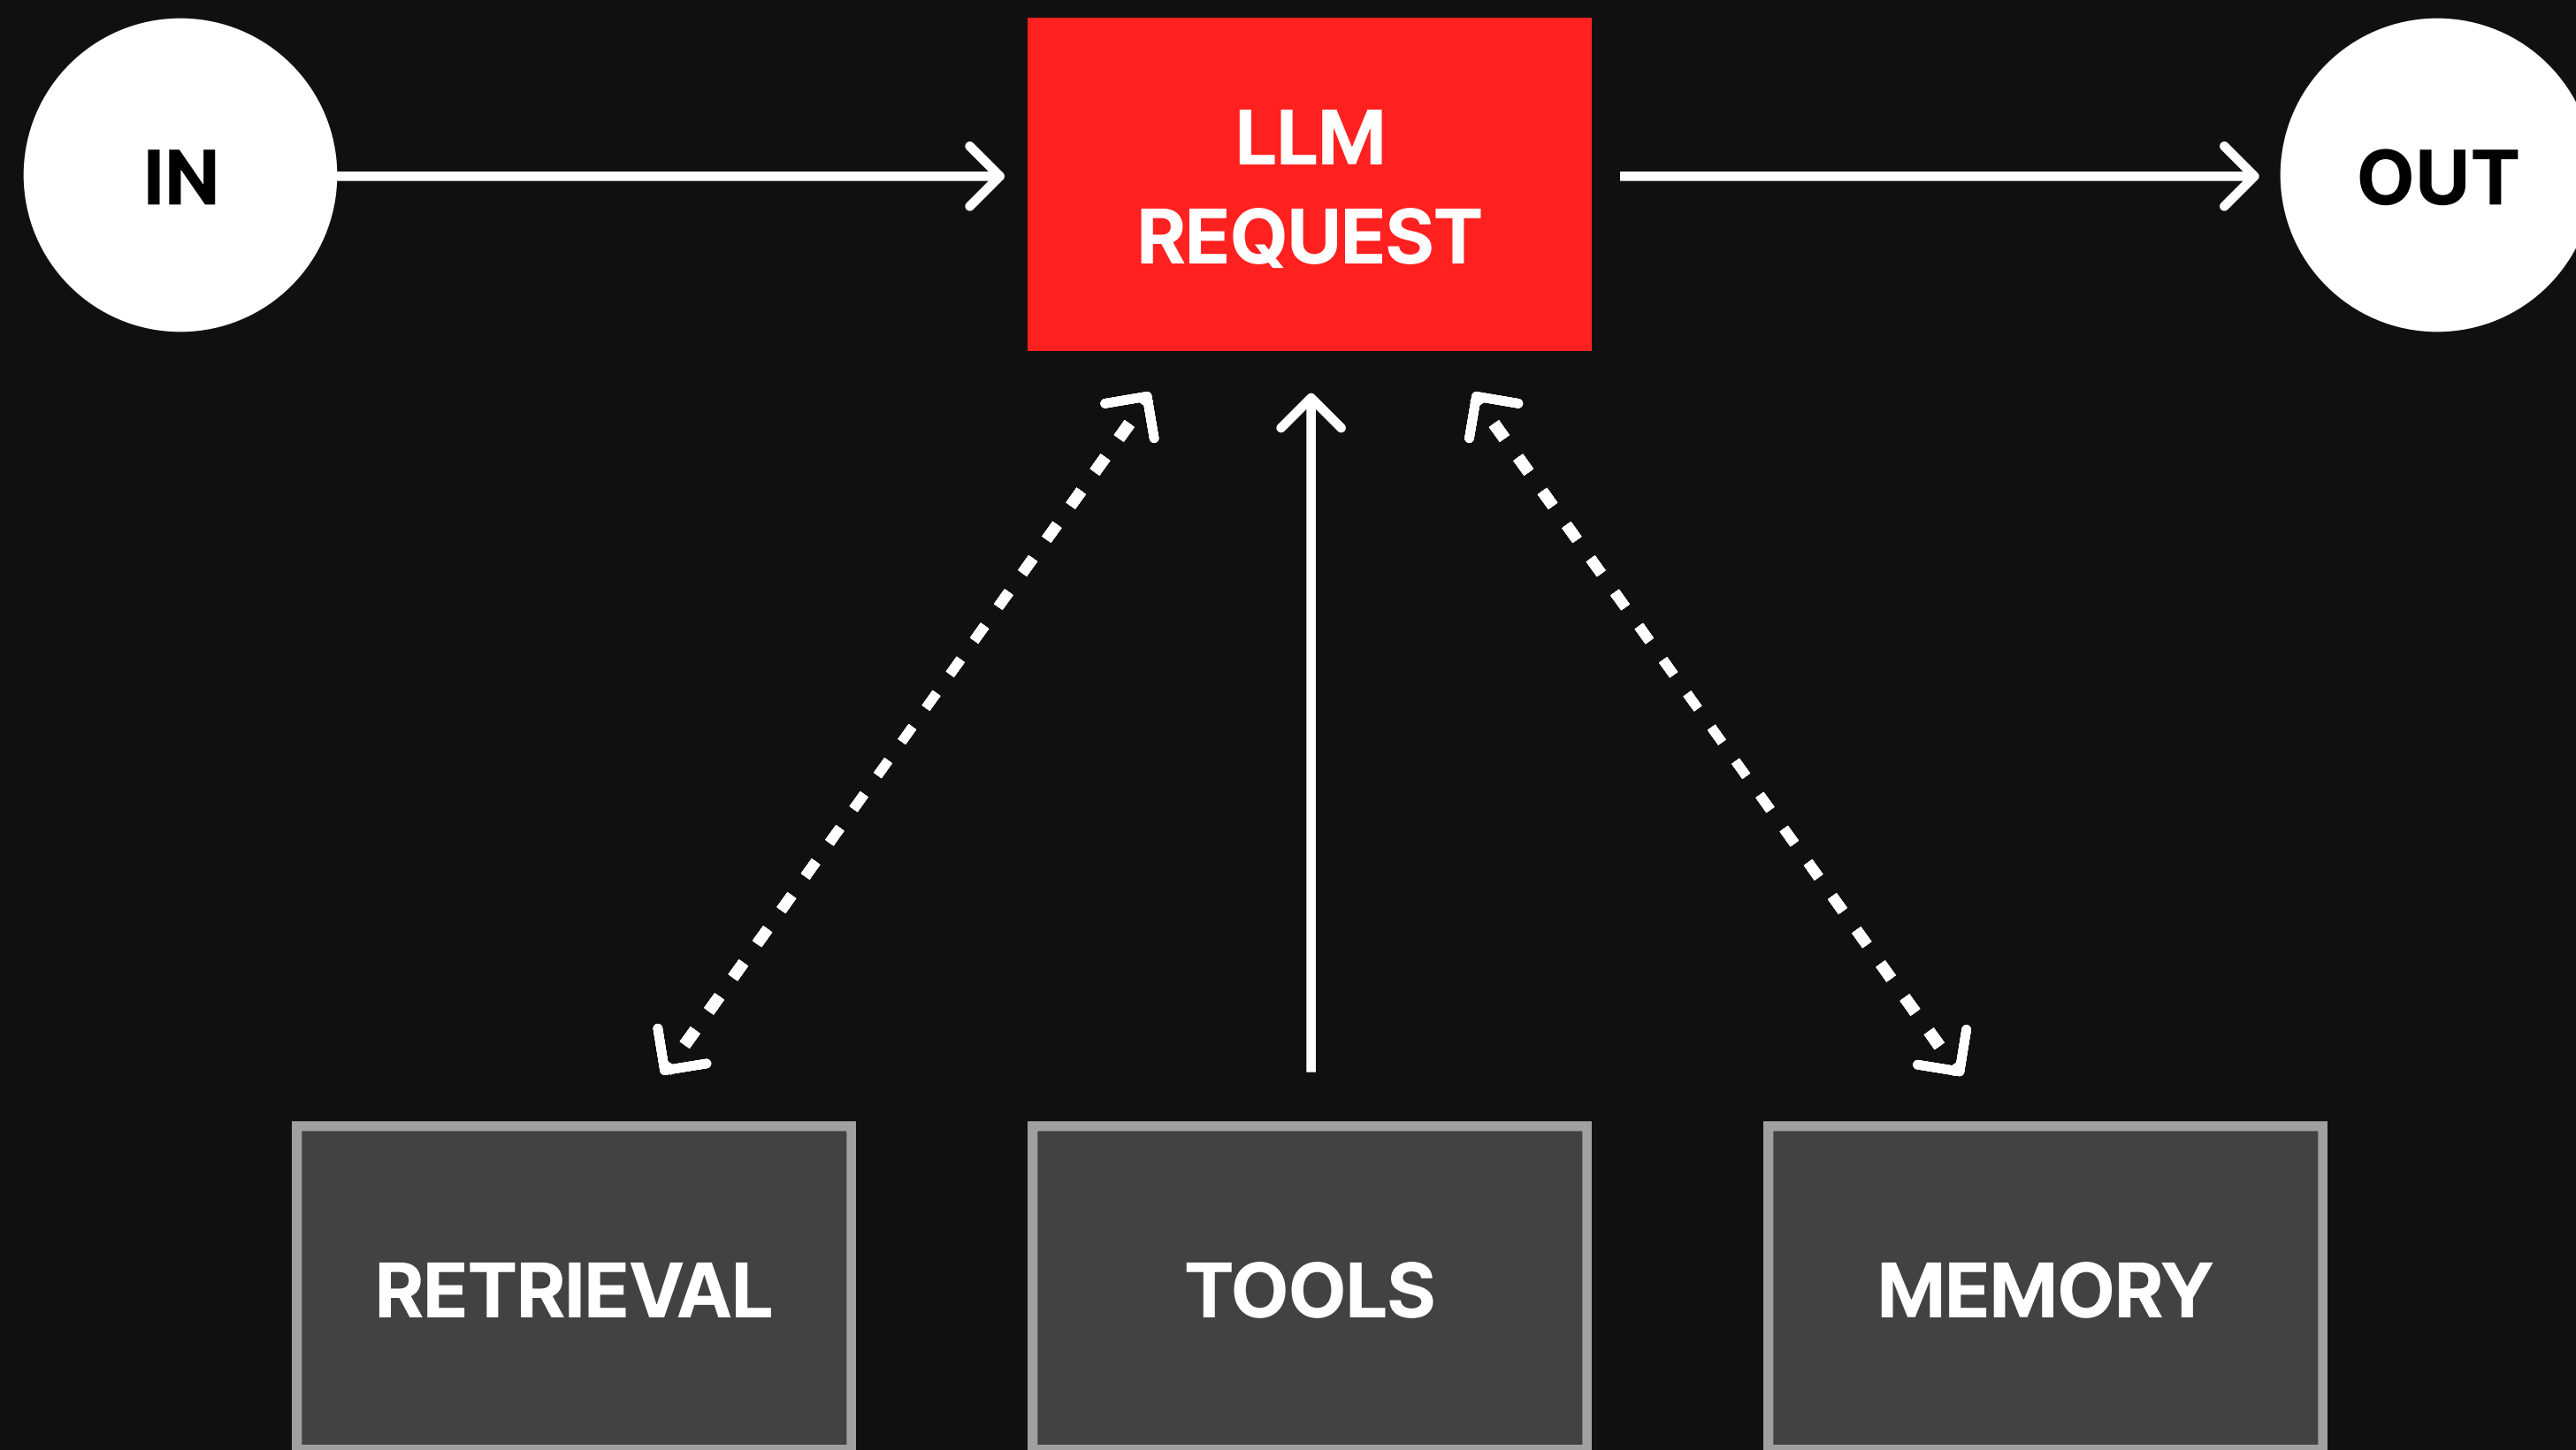 IN
LLM
REQUEST
OUT
RETRIEVAL
TOOLS
MEMORY